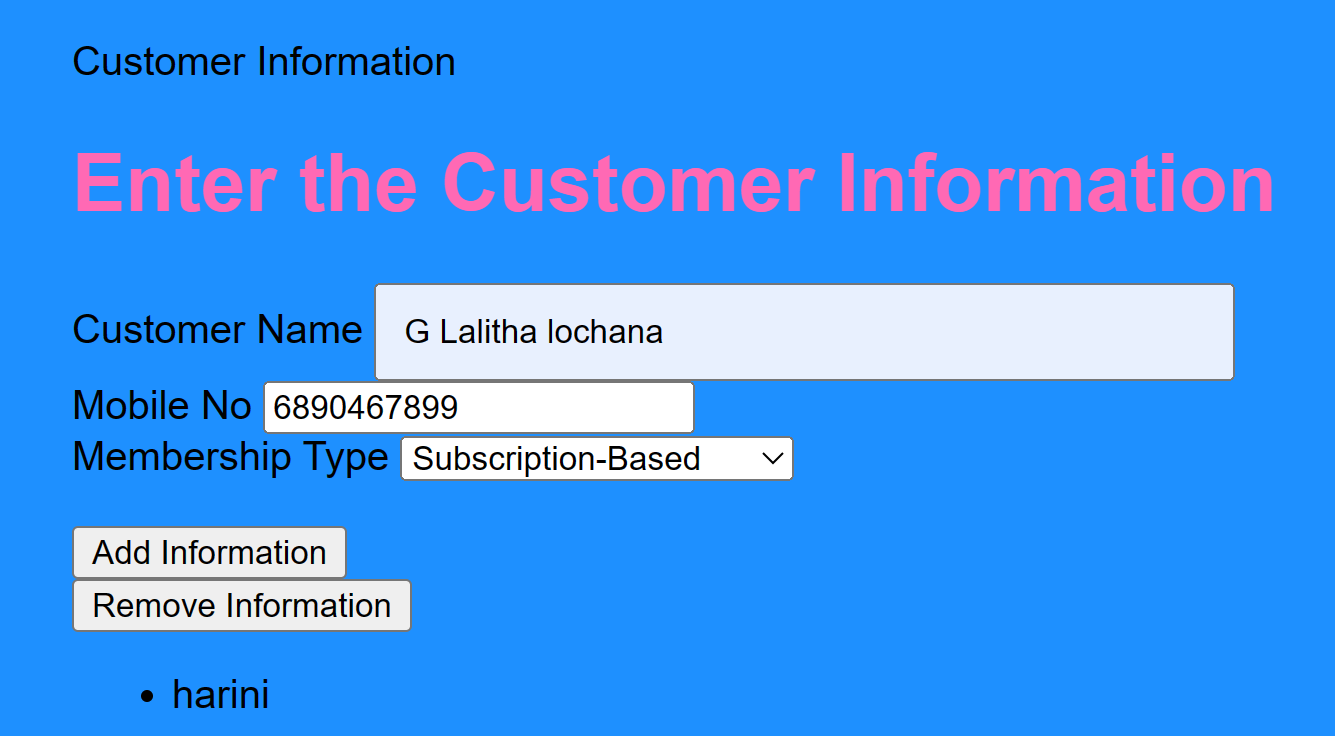 Customer Information
Enter the Customer Information
Customer Name G Lalitha lochana
Mobile No 6890467899
Membership Type Subscription-Based
Add Information
Remove Information
• harini